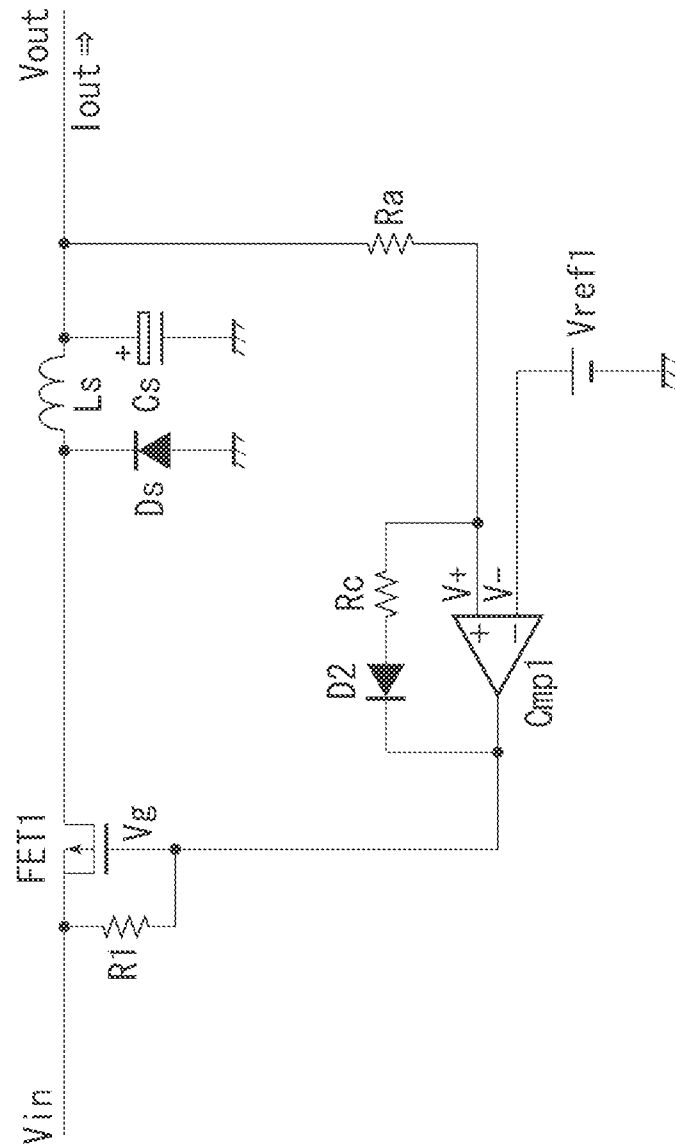 Vin
FET1
Vg
R1
Ls
Ds
Cs
+
Vout
Iout⇒
Ra
Rc
D2
V+
V-
+
-
Cmp1
Vref1